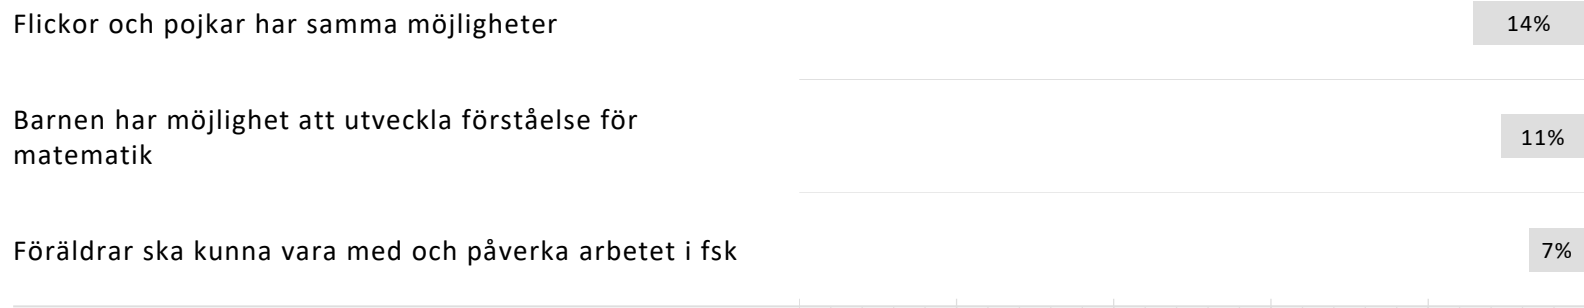 Flickor och pojkar har samma möjligheter
14%
Barnen har möjlighet att utveckla förståelse för
matematik
11%
Föräldrar ska kunna vara med och påverka arbetet i fsk
7%